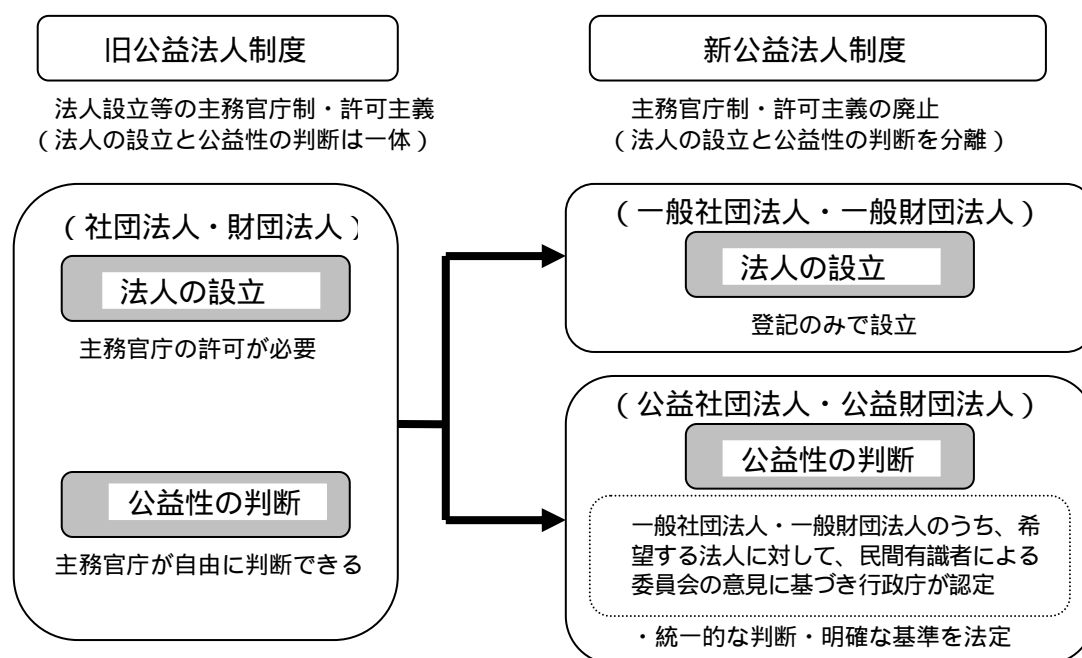 旧公益法人制度
法人設立等の主務官庁制・許可主義
(法人の設立と公益性の判断は一体)
(社団法人・財団法人)
法人の設立
主務官庁の許可が必要
公益性の判断
主務官庁が自由に判断できる
新公益法人制度
主務官庁制・許可主義の廃止
(法人の設立と公益性の判断を分離)
(一般社団法人・一般財団法人)
法人の設立
登記のみで設立
(公益社団法人・公益財団法人)
公益性の判断
一般社団法人・一般財団法人のうち、希
望する法人に対して、民間有識者による
委員会の意見に基づき行政庁が認定
・統一的な判断・明確な基準を法定